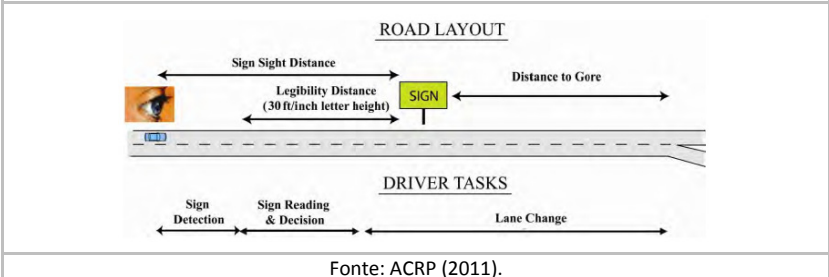 ROAD LAYOUT
Sign Sight Distance
Distance to Gore
Legibility Distance
(30 ft/inch letter height)
SIGN
DRIVER TASKS
Sign
Detection
Sign Reading
& Decision
Lane Change
Fonte: ACRP (2011).